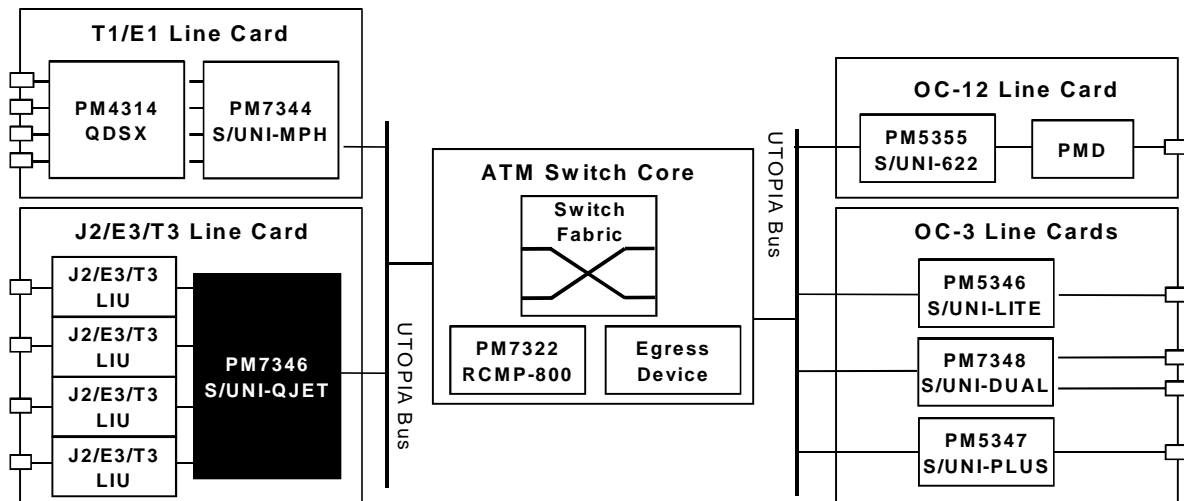 T1/E1 Line Card
PM4314
QDSX
PM7344
S/UNI-MPH
J2/E3/T3 Line Card
J2/E3/T3
LIU
J2/E3/T3
LIU
J2/E3/T3
LIU
J2/E3/T3
LIU
PM7346
S/UNI-QJET
UTOPIA Bus
ATM Switch Core
Switch
Fabric
PM7322
RCMP-800
Egress
Device
UTOPIA Bus
OC-12 Line Card
PM5355
S/UNI-622
PMD
OC-3 Line Cards
PM5346
S/UNI-LITE
PM7348
S/UNI-DUAL
PM5347
S/UNI-PLUS